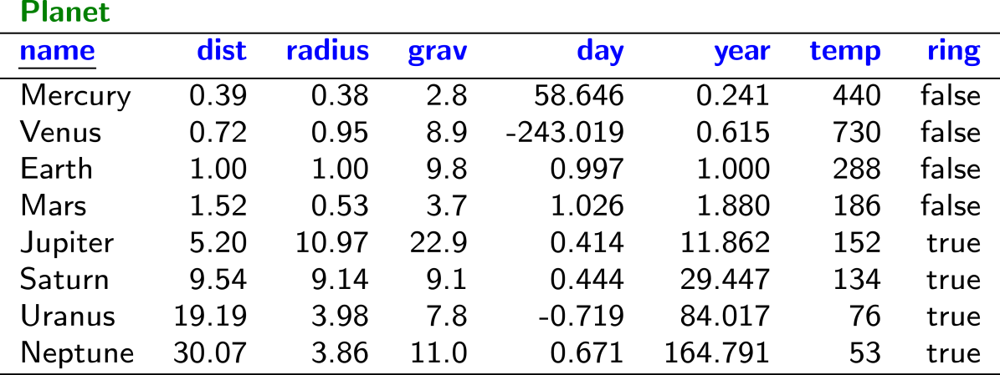 Planet
name dist radius grav day year temp ring
Mercury 0.39 0.38 2.8 58.646 0.241 440 false
Venus 0.72 0.95 8.9 -243.019 0.615 730 false
Earth 1.00 1.00 9.8 0.997 1.000 288 false
Mars 1.52 0.53 3.7 1.026 1.880 186 false
Jupiter 5.20 10.97 22.9 0.414 11.862 152 true
Saturn 9.54 9.14 9.1 0.444 29.447 134 true
Uranus 19.19 3.98 7.8 -0.719 84.017 76 true
Neptune 30.07 3.86 11.0 0.671 164.791 53 true